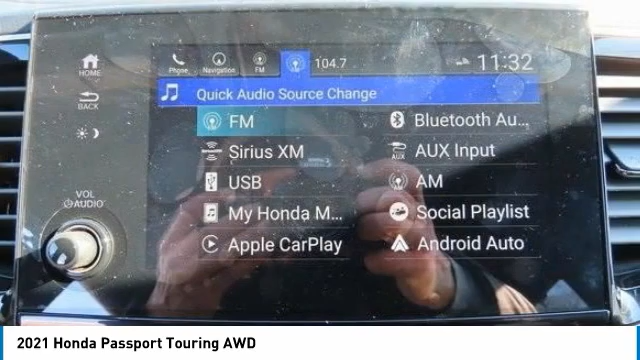 HOME
BACK
VOL
AUDIO
Phone
Navigation
FM
104.7
11:32
Quick Audio Source Change
FM
Bluetooth Au...
Sirius XM
AUX
AUX Input
USB
AM
My Honda M...
Social Playlist
Apple CarPlay
Android Auto
2021 Honda Passport Touring AWD